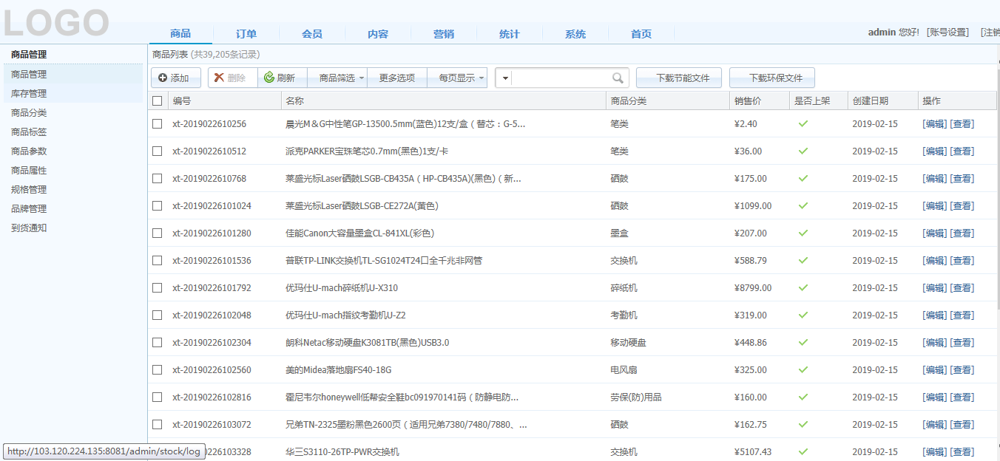 LOGO
商品 订单 会员 内容 营销 统计 系统 首页
admin 您好! [账号设置] [注销
商品管理
商品管理
库存管理
商品分类
商品标签
商品参数
商品属性
规格管理
品牌管理
到货通知
商品列表 (共39,205条记录)
添加 删除 刷新 商品筛选 更多选项 每页显示 下载节能文件 下载环保文件
编号 名称 商品分类 销售价 是否上架 创建日期 操作
xt-2019022610256 晨光M＆G中性笔GP-13500.5mm(蓝色)12支/盒（替芯：G-5... 笔类 ¥2.40 2019-02-15 [编辑] [查看]
xt-2019022610512 派克PARKER宝珠笔芯0.7mm(黑色)1支/卡 笔类 ¥36.00 2019-02-15 [编辑] [查看]
xt-2019022610768 莱盛光标Laser硒鼓LSGB-CB435A（HP-CB435A)(黑色)（新... 硒鼓 ¥175.00 2019-02-15 [编辑] [查看]
xt-20190226101024 莱盛光标Laser硒鼓LSGB-CE272A(黄色) 硒鼓 ¥1099.00 2019-02-15 [编辑] [查看]
xt-20190226101280 佳能Canon大容量墨盒CL-841XL(彩色) 墨盒 ¥207.00 2019-02-15 [编辑] [查看]
xt-20190226101536 普联TP-LINK交换机TL-SG1024T24口全千兆非网管 交换机 ¥588.79 2019-02-15 [编辑] [查看]
xt-20190226101792 优玛仕U-mach碎纸机U-X310 碎纸机 ¥8799.00 2019-02-15 [编辑] [查看]
xt-20190226102048 优玛仕U-mach指纹考勤机U-Z2 考勤机 ¥319.00 2019-02-15 [编辑] [查看]
xt-20190226102304 朗科Netac移动硬盘K3081TB(黑色)USB3.0 移动硬盘 ¥448.86 2019-02-15 [编辑] [查看]
xt-20190226102560 美的Midea落地扇FS40-18G 电风扇 ¥325.00 2019-02-15 [编辑] [查看]
xt-20190226102816 霍尼韦尔honeywell低帮安全鞋bc091970141码（防静电防... 劳保(防)用品 ¥160.00 2019-02-15 [编辑] [查看]
xt-20190226103072 兄弟TN-2325墨粉黑色2600页（适用兄弟7380/7480/7880、... 硒鼓 ¥162.75 2019-02-15 [编辑] [查看]
0226103328 华三S3110-26TP-PWR交换机 交换机 ¥5107.43 2019-02-15 [编辑] [查看]
http://103.120.224.135:8081/admin/stock/log